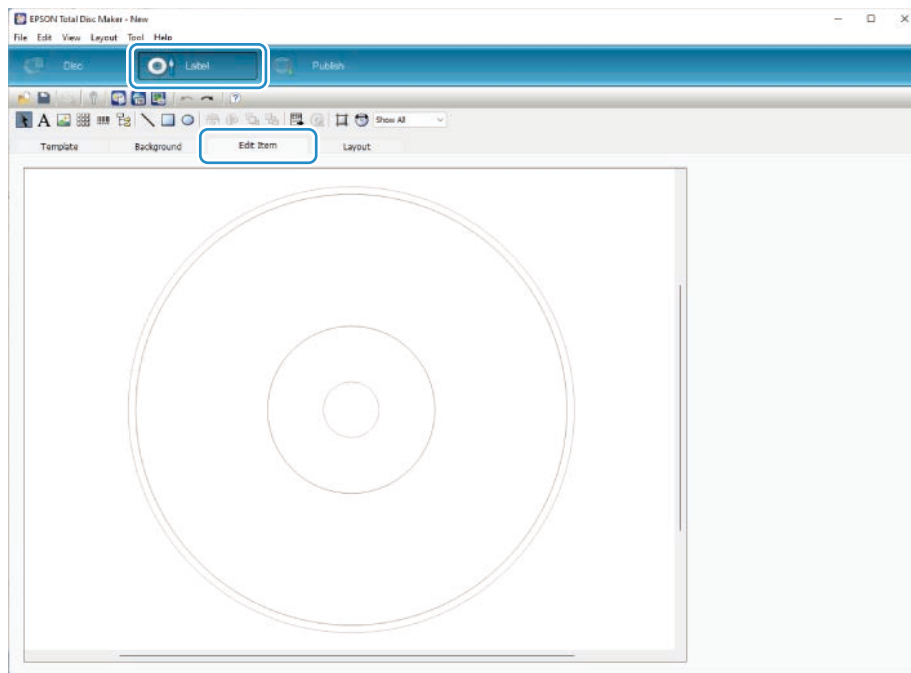 EPSON Total Disc Maker - New
File Edit View Layout Tool Help
Disc Label Publish
A Show All
Template Background Edit Item Layout